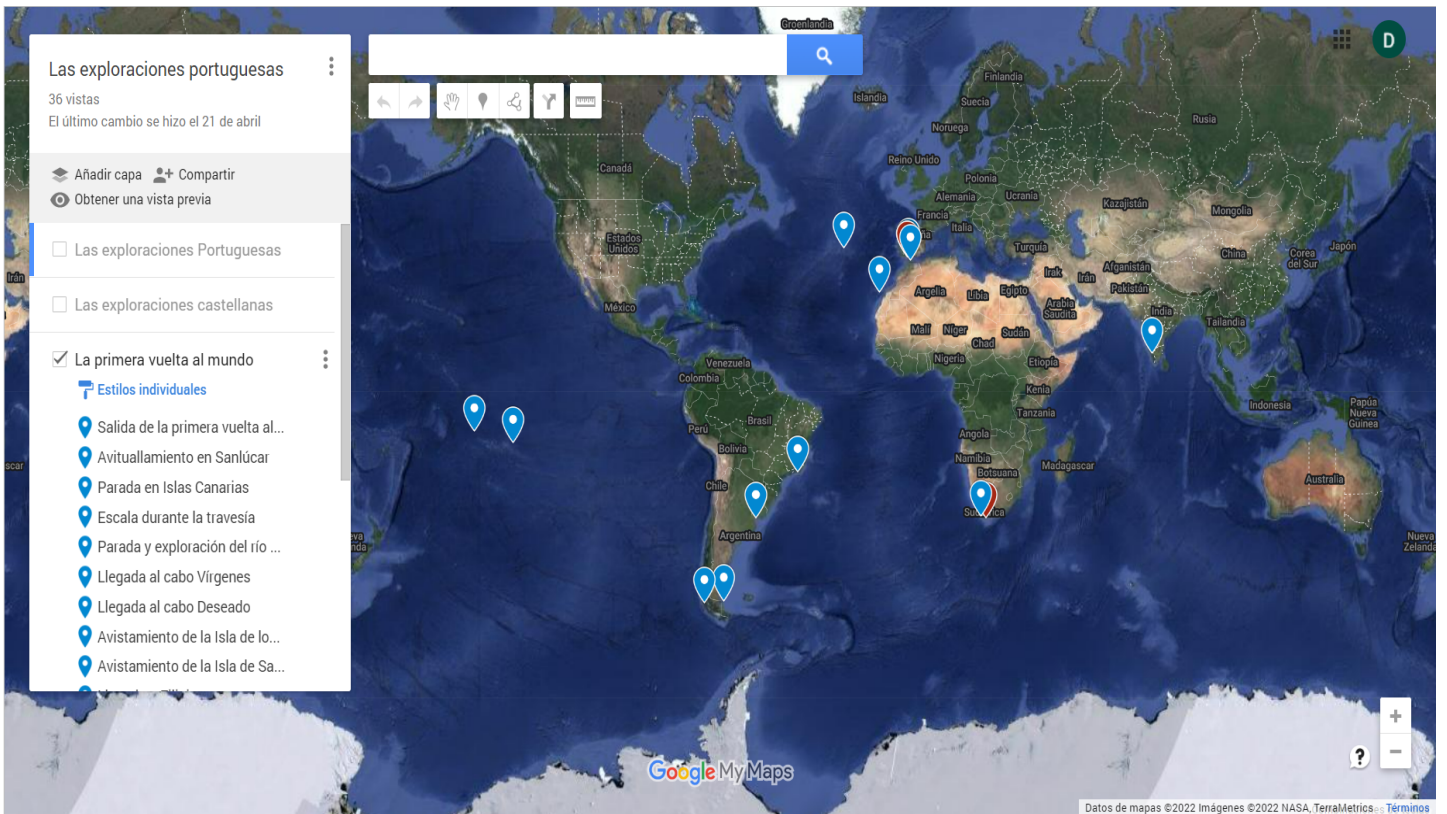 Las exploraciones portuguesas
36 vistas
El último cambio se hizo el 21 de abril
Añadir capa
Compartir
Obtener una vista previa
Las exploraciones Portuguesas
Las exploraciones castellanas
La primera vuelta al mundo
Estilos individuales
Salida de la primera vuelta al...
Avituallamiento en Sanlúcar
Parada en Islas Canarias
Escala durante la travesía
Parada y exploración del río ...
Llegada al cabo Vírgenes
Llegada al cabo Deseado
Avistamiento de la Isla de lo...
Avistamiento de la Isla de Sa...
D
Groenlandia
Islandia
Finlandia
Suecia
Noruega
Rusia
Reino Unido
Polonia
Alemania
Ucrania
Francia
Kazajistán
Mongolia
Italia
Turquía
China
Corea
del Sur
Japón
Canadá
Estados
Unidos
México
Irak
Irán
Afganistán
Pakistán
Argelia
Libia
Egipto
Arabia
Saudita
India
Tailandia
Malí
Níger
Chad
Sudán
Nigeria
Etiopía
Kenia
Tanzania
Venezuela
Colombia
Perú
Brasil
Bolivia
Chile
Argentina
Angola
Namibia
Botsuana
Madagascar
Indonesia
Papúa
Nueva
Guinea
Australia
Nueva
Zeland
Irán
scar
Google My Maps
?
+
−
Datos de mapas ©2022 Imágenes ©2022 NASA, TerraMetrics
Términos